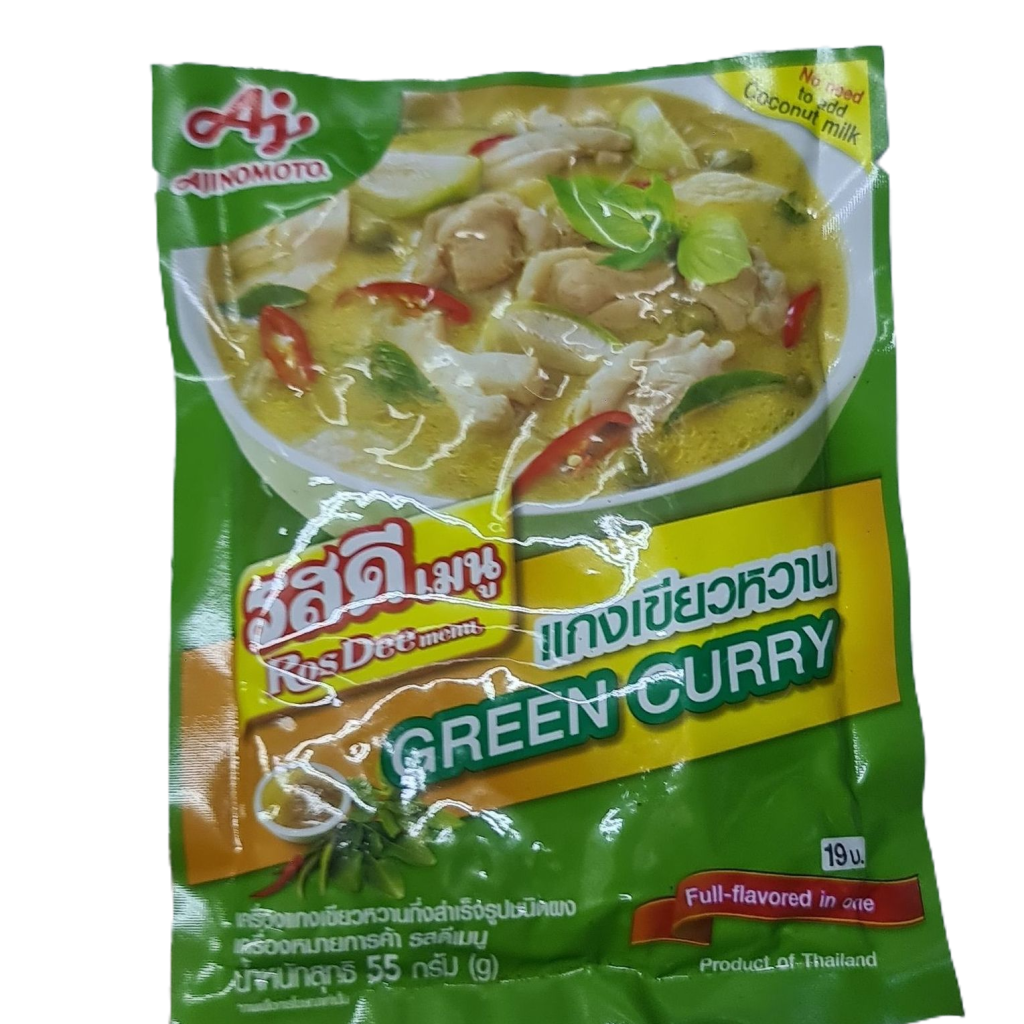 Aj
AJINOMOTO
No need
to add
Coconut milk
รสดี เมนู
RosDee menu
แกงเขียวหวาน
GREEN CURRY
19 บ.
Full-flavored in one
เครื่องแกงเขียวหวานกึ่งสำเร็จรูปชนิดผง
เครื่องหมายการค้า รสดีเมนู
น้ำหนักสุทธิ 55 กรัม (g)
Product of Thailand